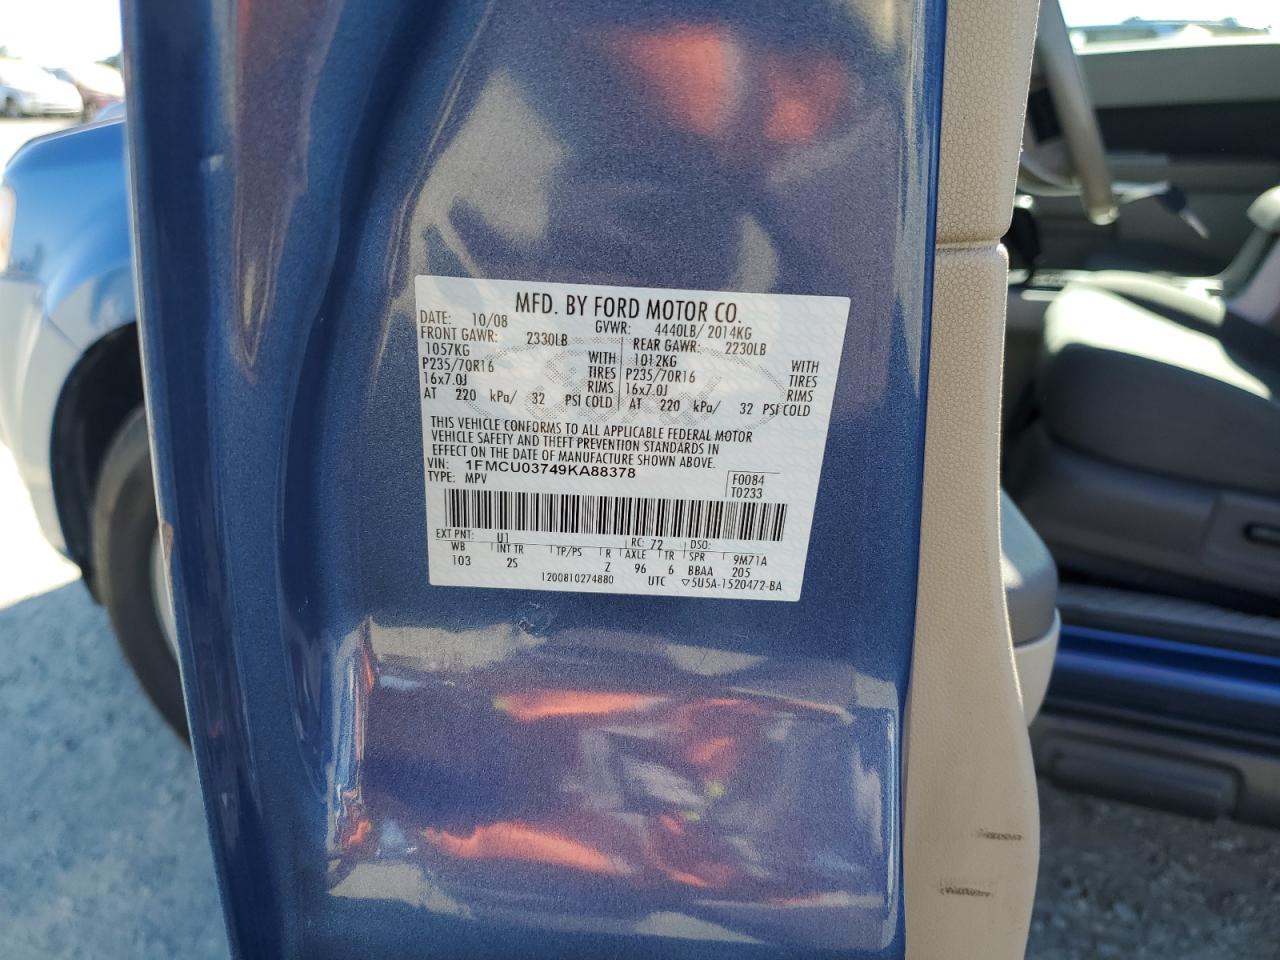 MFD. BY FORD MOTOR CO.
DATE: 10/08 GVWR: 4440LB/ 2014KG
FRONT GAWR: 2330LB REAR GAWR: 2230LB
1057KG WITH 1012KG WITH
P235/70R16 TIRES P235/70R16 TIRES
16x7.0J RIMS 16x7.0J RIMS
AT 220 kPa/ 32 PSI COLD AT 220 kPa/ 32 PSI COLD
THIS VEHICLE CONFORMS TO ALL APPLICABLE FEDERAL MOTOR
VEHICLE SAFETY AND THEFT PREVENTION STANDARDS IN
EFFECT ON THE DATE OF MANUFACTURE SHOWN ABOVE.
VIN: 1FMCU03749KA88378 F0084
TYPE: MPV T0233
EXT PNT: U1 RC: 72 DSO:
WB INT TR TP/PS R AXLE TR SPR 9M71A
103 2S Z 96 6 BBAA 205
1200810274880 UTC ▽5U5A-1520472-BA